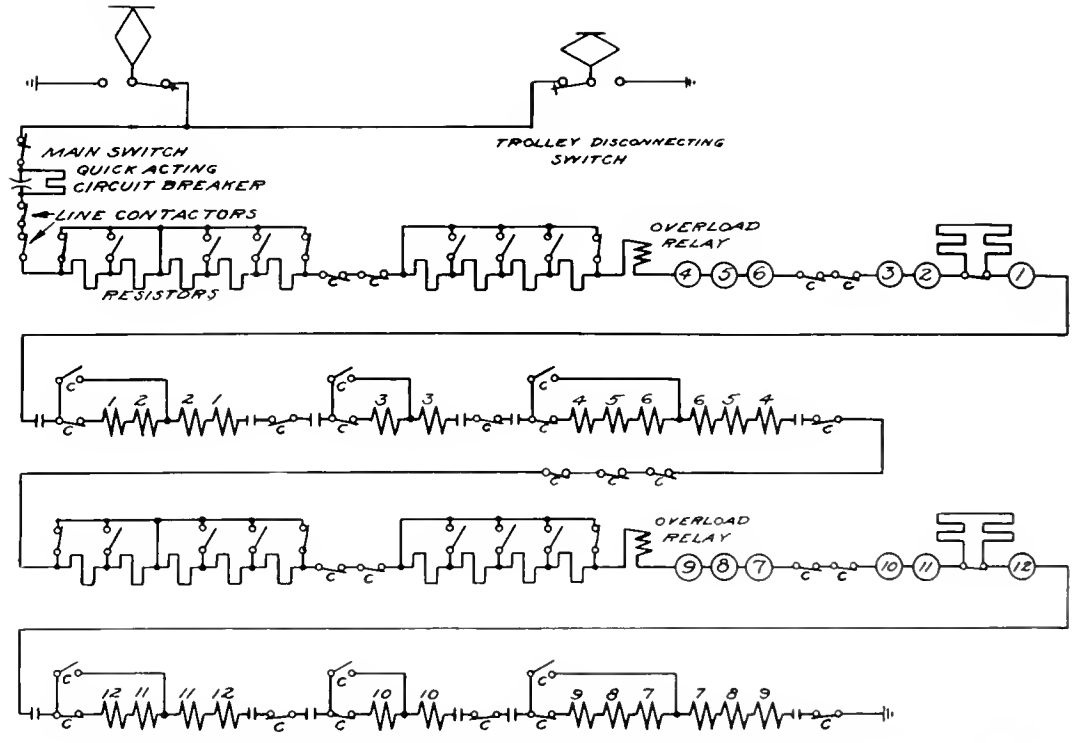 TROLLEY DISCONNECTING
SWITCH
MAIN SWITCH
QUICK ACTING
CIRCUIT BREAKER
LINE CONTACTORS
OVERLOAD
RELAY
RESISTORS
C C
4 5 6
C C
3 2 1
C C C
1 2 2 1 3 3 4 5 6 6 5 4
C C C C C C
C C C
OVERLOAD
RELAY
C C
9 8 7
C C
10 11 12
C C C
12 11 11 12 10 10 9 8 7 7 8 9
C C C C C C